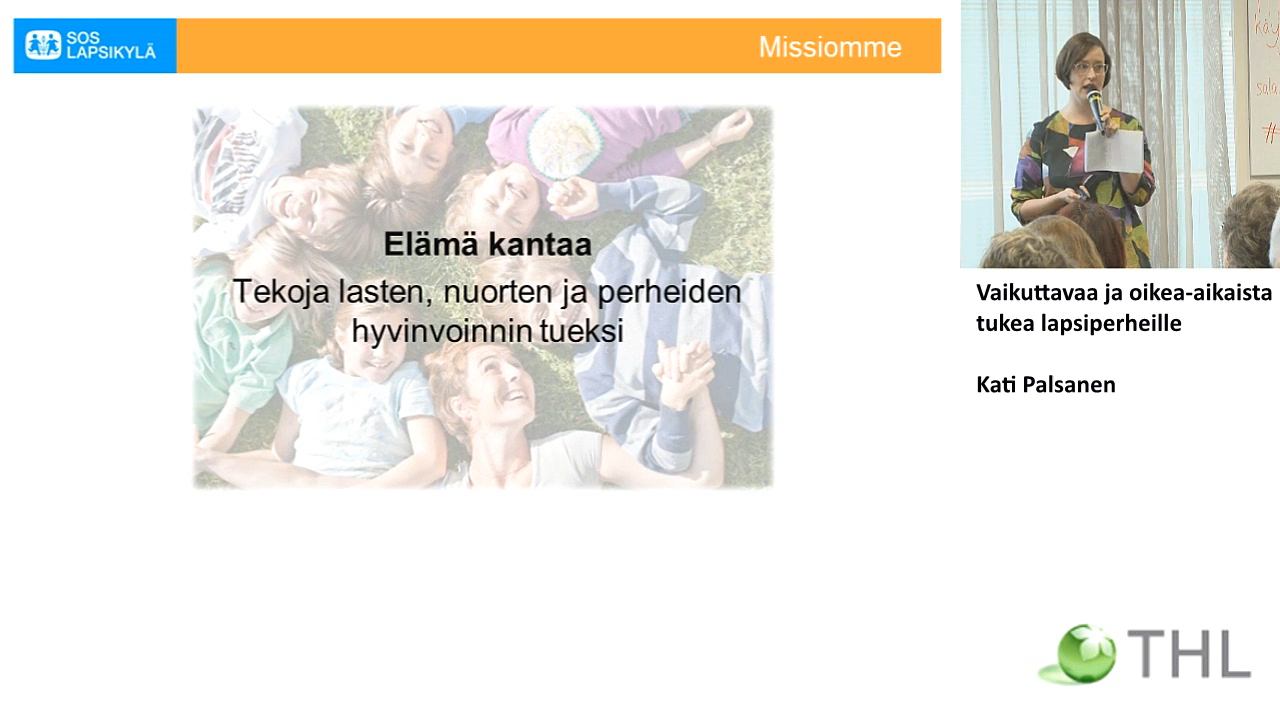 SOS
LAPSIKYLÄ
Missiomme
Elämä kantaa
Tekoja lasten, nuorten ja perheiden
hyvinvoinnin tueksi
Vaikuttavaa ja oikea-aikaista
tukea lapsiperheille
Kati Palsanen
THL